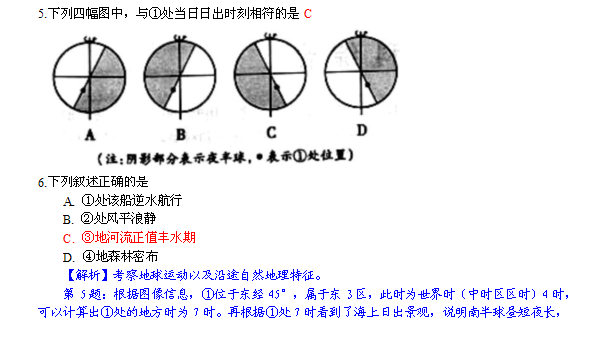 5.下列四幅图中，与①处当日日出时刻相符的是 C
A B C D
(注:阴影部分表示夜半球,•表示①处位置)
6.下列叙述正确的是
A. ①处该船逆水航行
B. ②处风平浪静
C. ③地河流正值丰水期
D. ④地森林密布
【解析】考察地球运动以及沿途自然地理特征。
第 5题：根据图像信息，①位于东经 45°，属于东 3区，此时为世界时（中时区区时）4 时，
可以计算出①处的地方时为 7 时。再根据①处 7 时看到了海上日出景观，说明南半球昼短夜长，